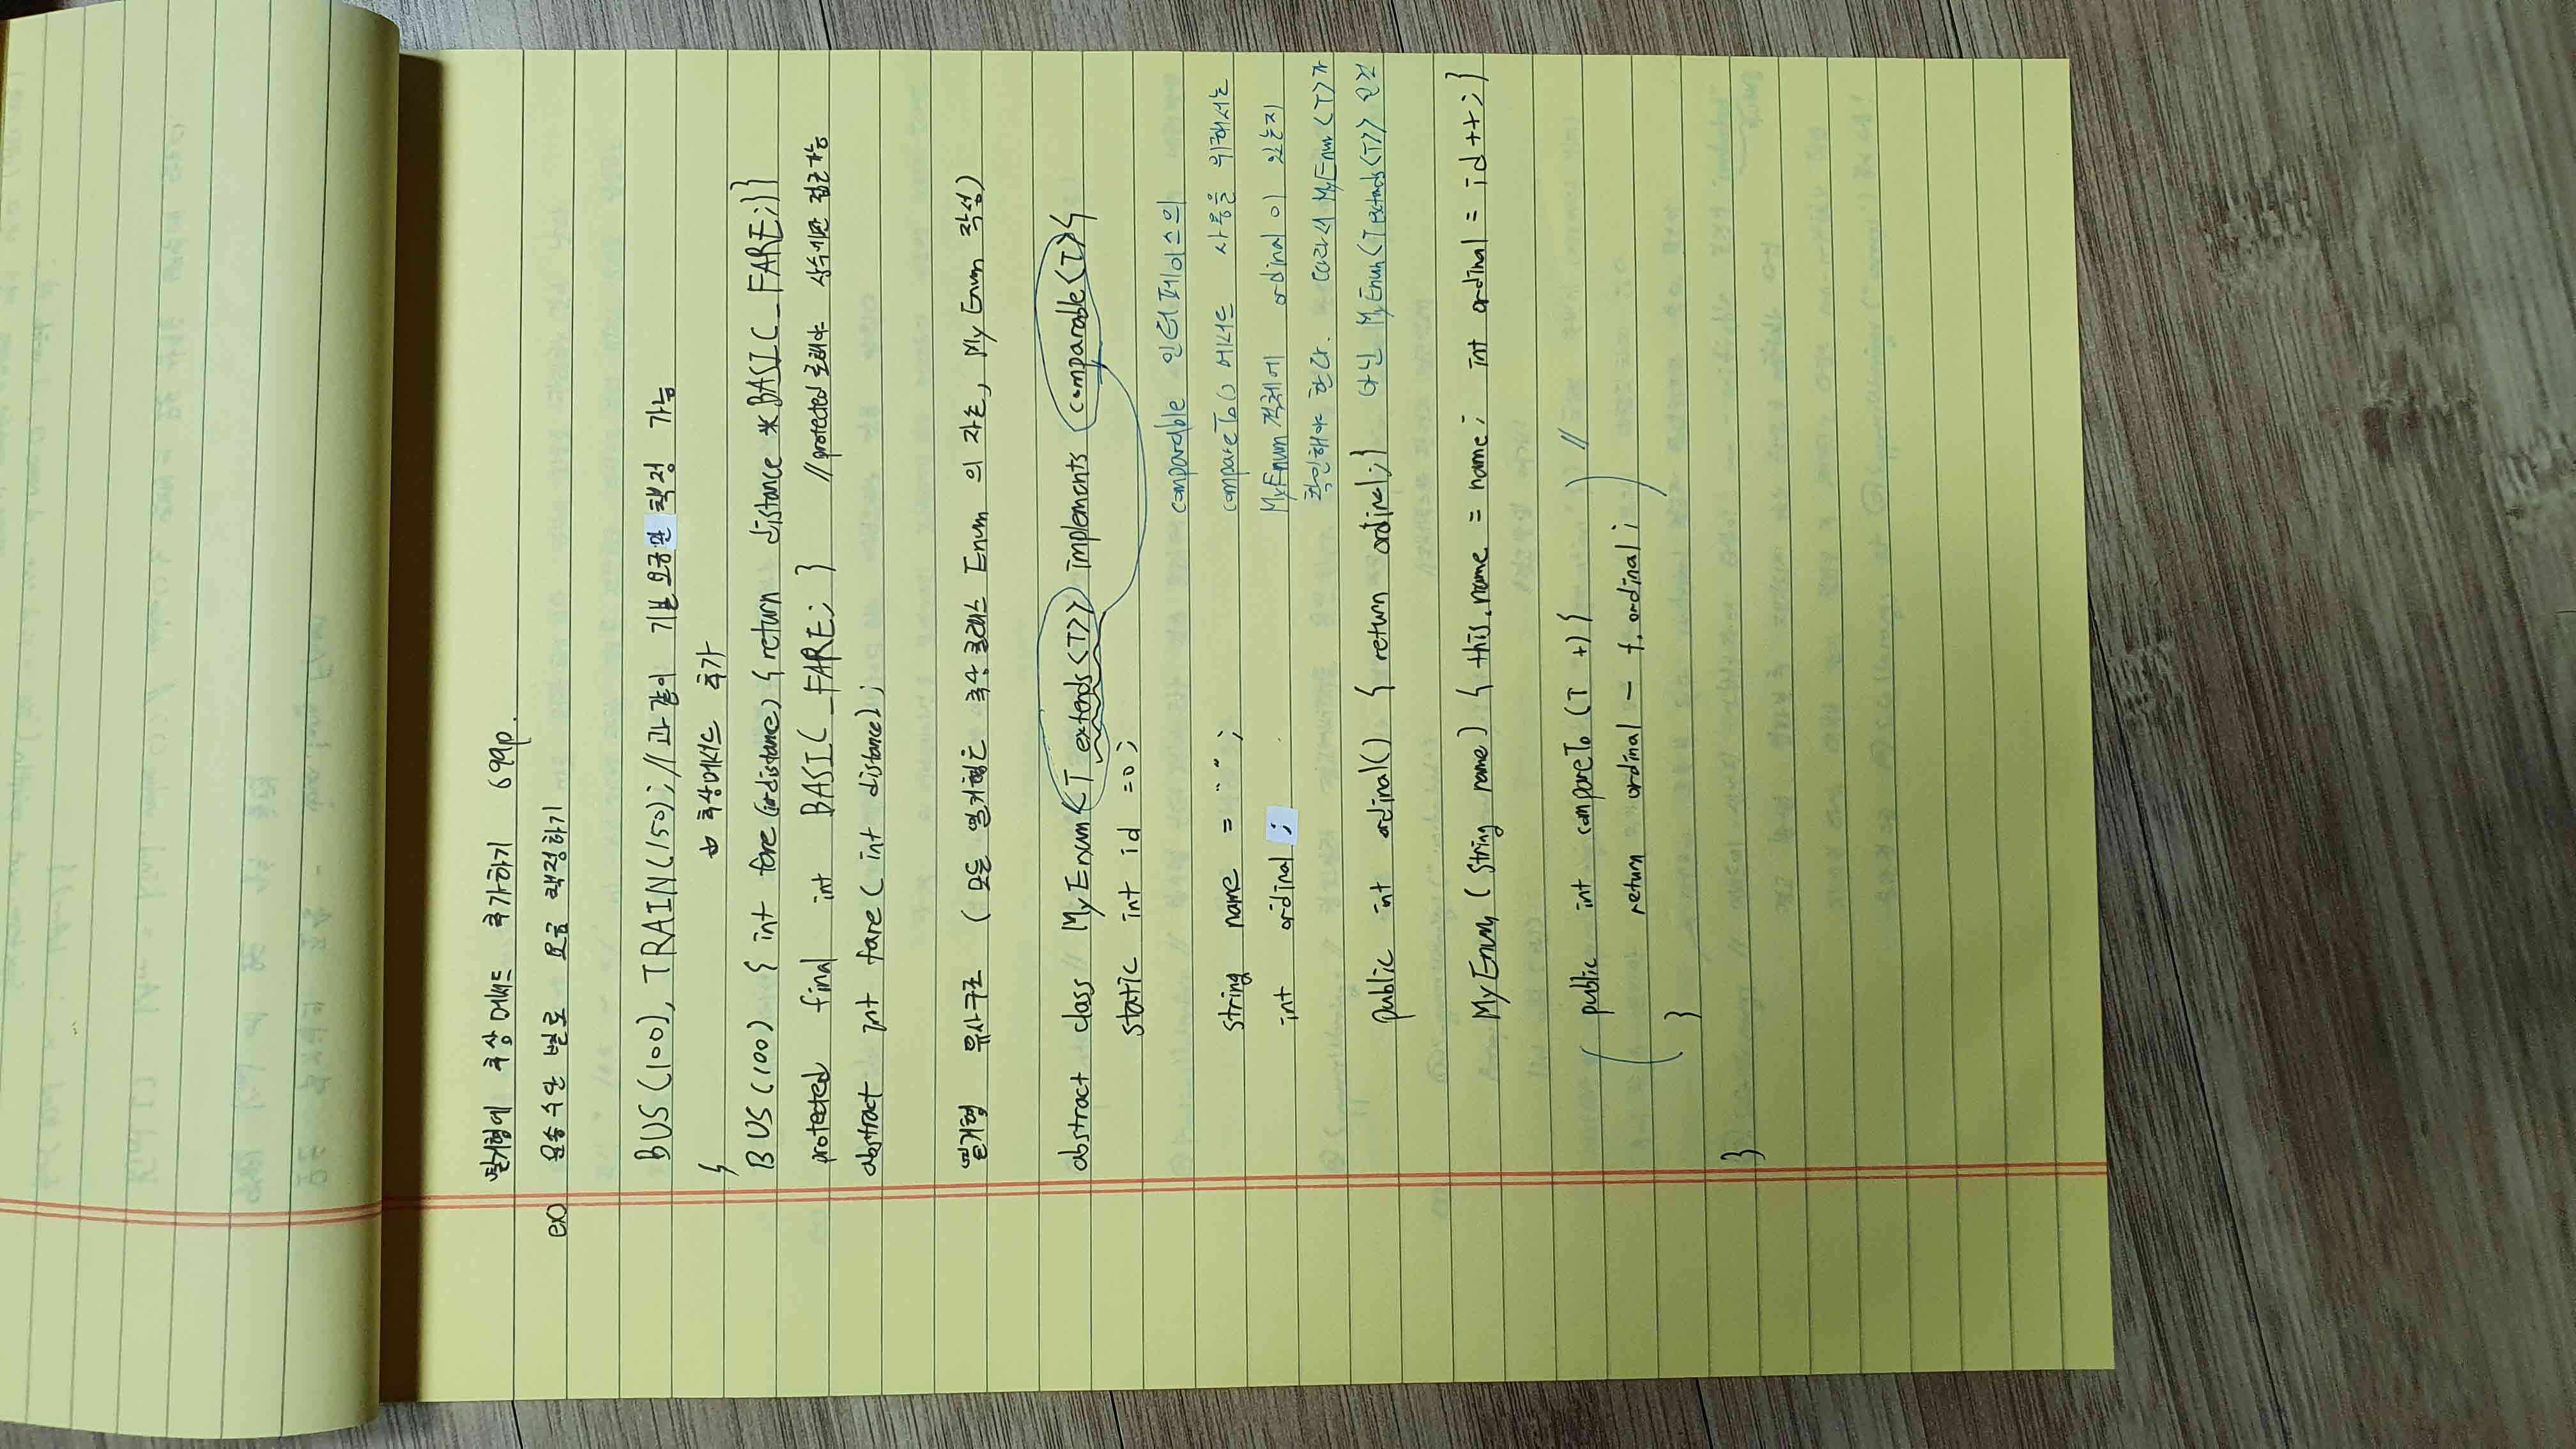 열거형에 추상메서드 추가하기 699p.
ex) 운송수단 별로 요금 책정하기
BUS(100), TRAIN(150); // 과 같이 기본요금만 책정 가능
{ ↓ 추상메서드 추가
BUS(100) { int fare(int distance) { return distance * BASIC_FARE;}}
protected final int BASIC_FARE; } // protected로해야 상수에만 접근가능
abstract int fare( int distance);
열거형 유사구조 ( 모든 열거형은 추상클래스 Enum 의 자손, MyEnum 작성)
abstract class MyEnum<T extends<T>> implements comparable<T>{
static int id =0;
comparable 인터페이스의
string name = "";
compareTo() 메서드 사용을 위해서는
int ordinal;
MyEnum 객체에 ordinal이 있는지
확인해야 한다. 따라서 MyEnum<T>가
public int ordinal() { return ordinal;}
아닌 MyEnum<T extends<T>>
MyEnum (String name) { this.name = name; int ordinal = id++;}
public int compareTo (T t) { //
return ordinal - t.ordinal;
}
}